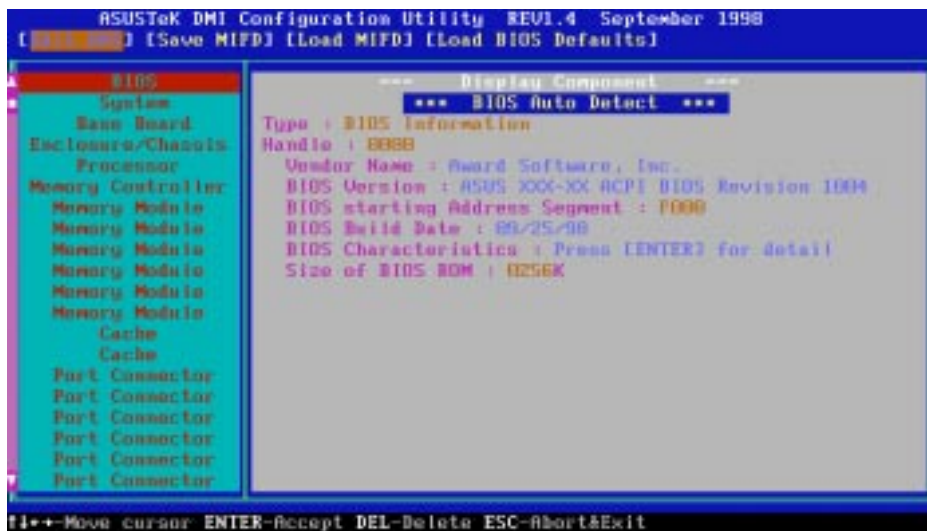 ASUSTeK DMI Configuration Utility REV1.4 September 1998
[Edit DMI] [Save MIFD] [Load MIFD] [Load BIOS Defaults]
BIOS
System
Base Board
Enclosure/Chassis
Processor
Memory Controller
Memory Module
Memory Module
Memory Module
Memory Module
Memory Module
Memory Module
Cache
Cache
Port Connector
Port Connector
Port Connector
Port Connector
Port Connector
Port Connector
=== Display Component ===
*** BIOS Auto Detect ***
Type : BIOS Information
Handle : 0000
Vendor Name : Award Software, Inc.
BIOS Version : ASUS XXX-XX ACPI BIOS Revision 1004
BIOS starting Address Segment : F000
BIOS Build Date : 09/25/98
BIOS Characteristics : Press [ENTER] for detail
Size of BIOS ROM : 0256K
↑↓→←-Move cursor ENTER-Accept DEL-Delete ESC-Abort&Exit